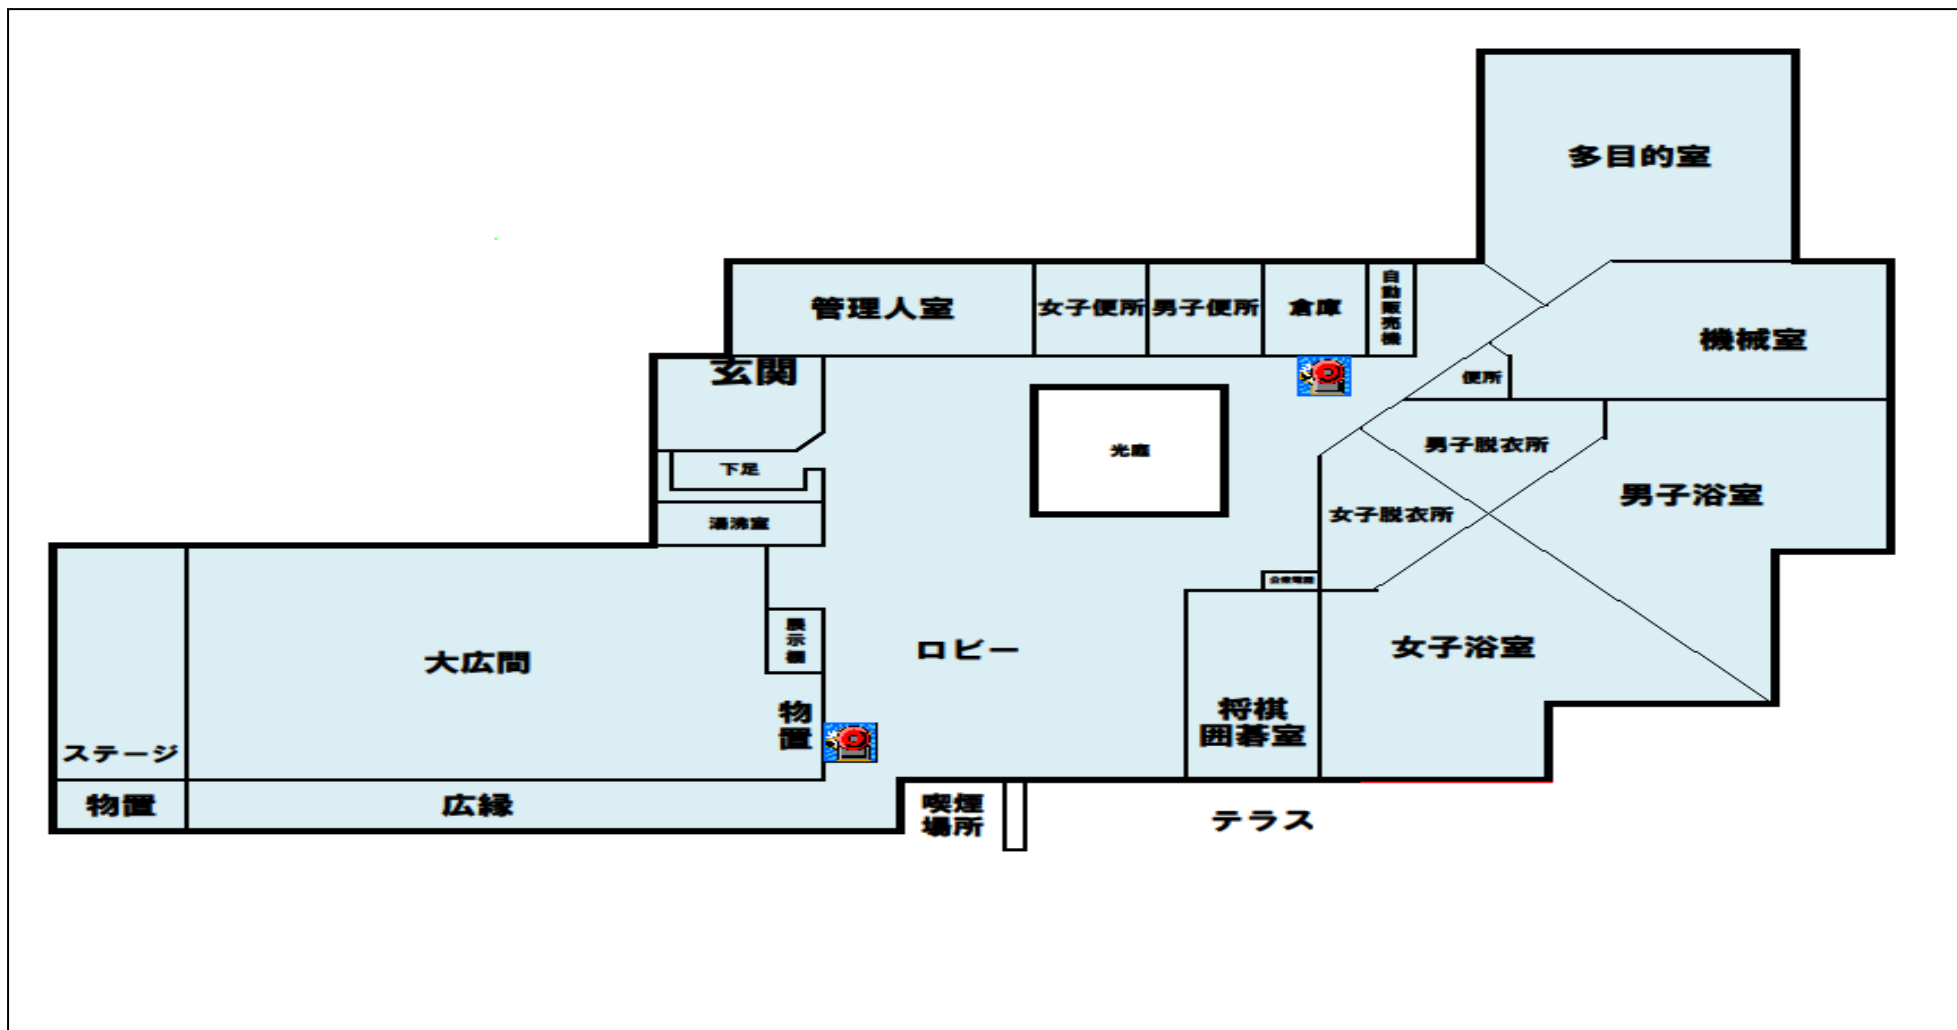 多目的室
管理人室
女子便所
男子便所
倉庫
自動販売機
機械室
玄関
便所
光庭
男子脱衣所
下足
男子浴室
湯沸室
女子脱衣所
公衆電話
展示棚
ロビー
女子浴室
大広間
物置
将棋
囲碁室
ステージ
物置
広縁
喫煙
場所
テラス